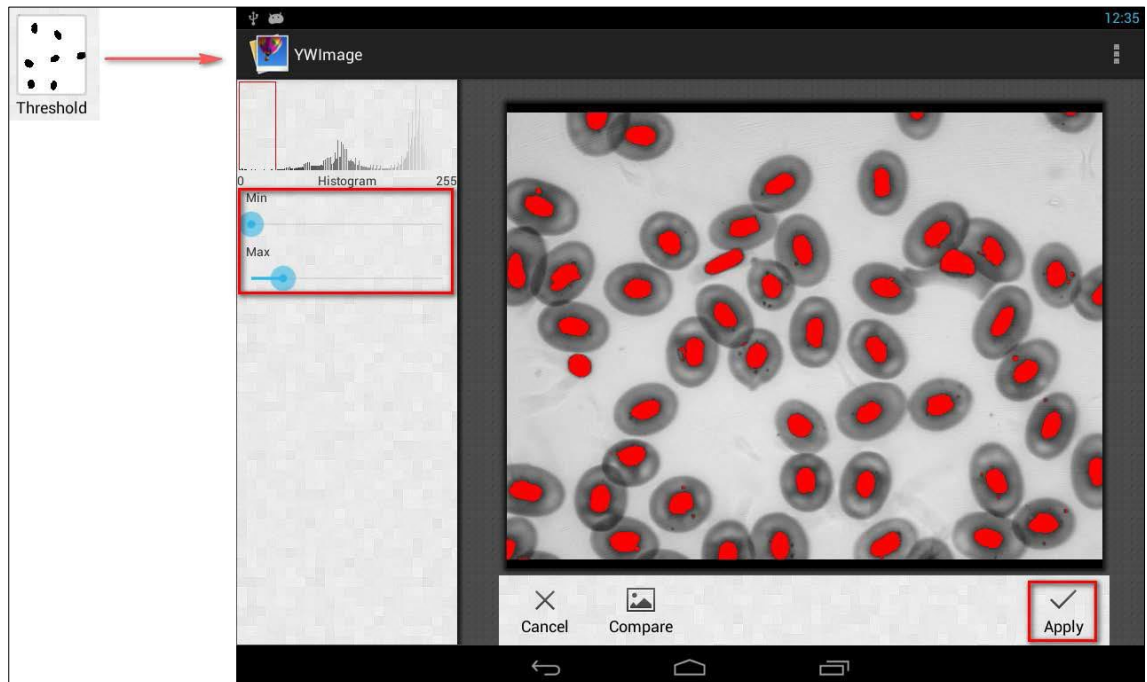 Threshold
12:35
YWImage
0 Histogram 255
Min
Max
Cancel Compare Apply